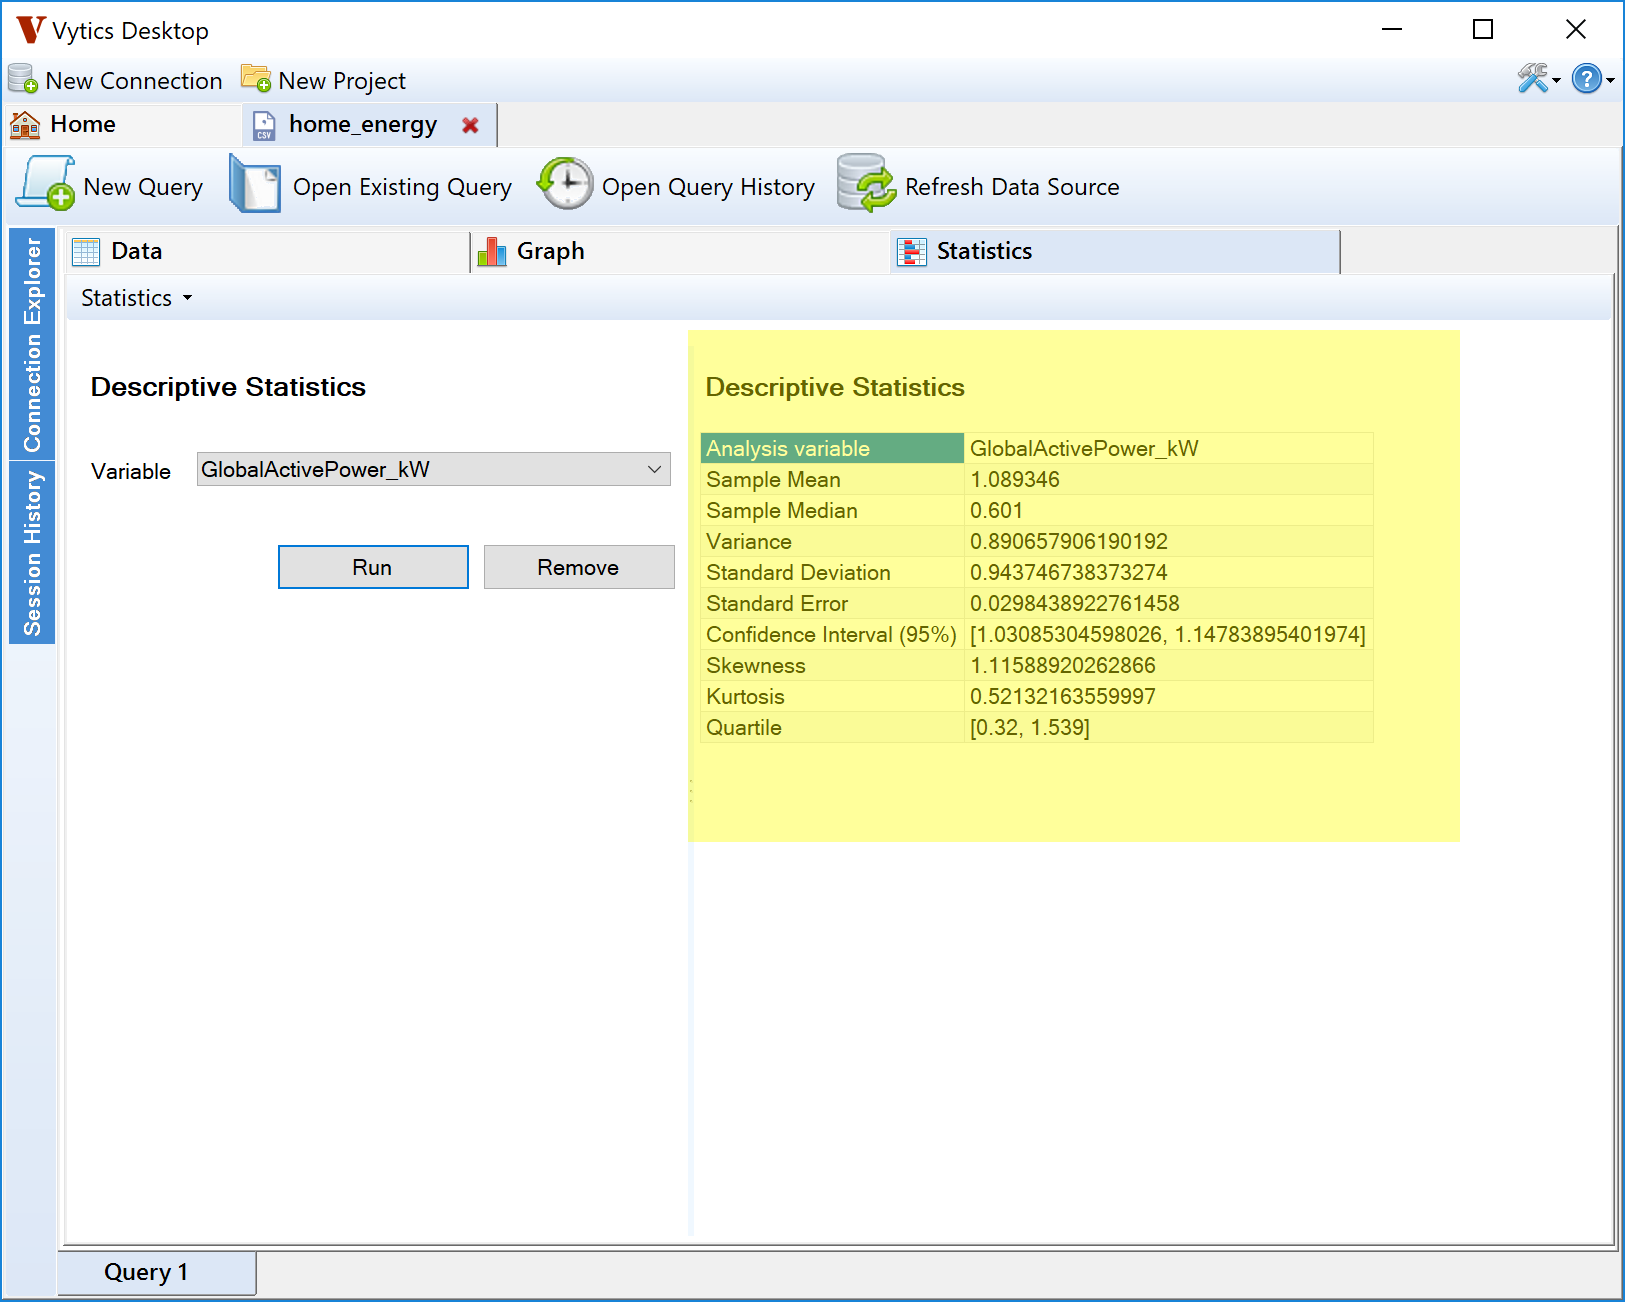 Vytics Desktop
New Connection New Project
Home home_energy
New Query Open Existing Query Open Query History Refresh Data Source
Connection Explorer
Session History
Data Graph Statistics
Statistics
Descriptive Statistics
Variable GlobalActivePower_kW
Run Remove
Descriptive Statistics
Analysis variable GlobalActivePower_kW
Sample Mean 1.089346
Sample Median 0.601
Variance 0.890657906190192
Standard Deviation 0.943746738373274
Standard Error 0.0298438922761458
Confidence Interval (95%) [1.03085304598026, 1.14783895401974]
Skewness 1.11588920262866
Kurtosis 0.52132163559997
Quartile [0.32, 1.539]
Query 1